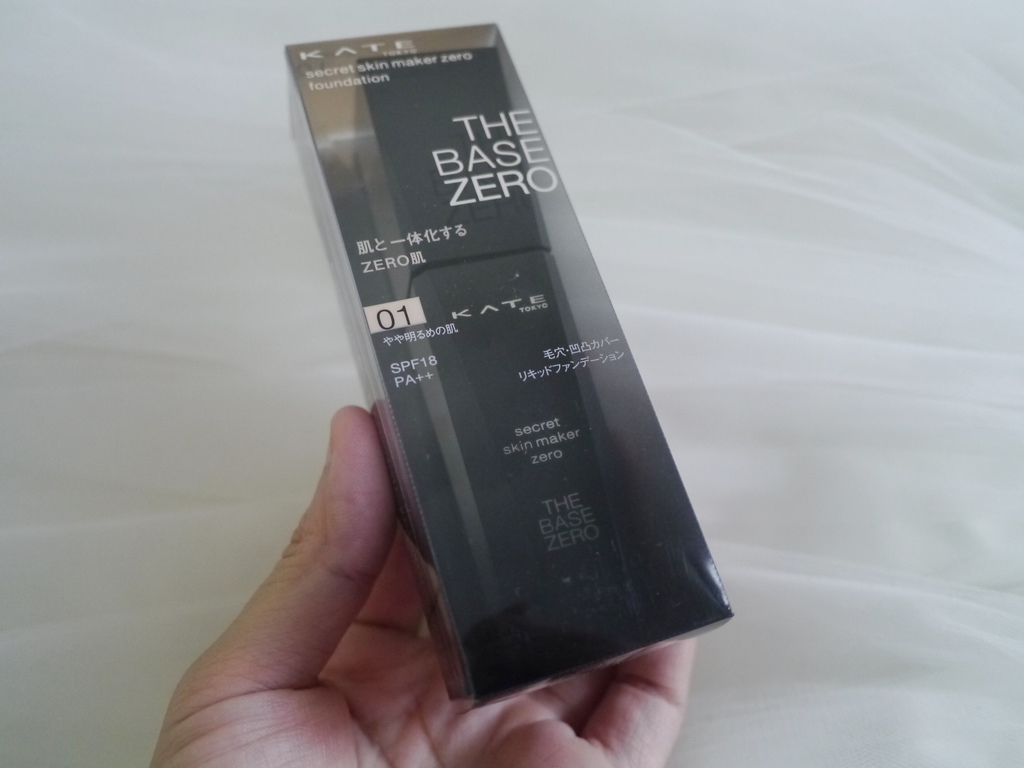 KATE
TOKYO
secret skin maker zero
foundation
THE
BASE
ZERO
肌と一体化する
ZERO肌
01
やや明るめの肌
SPF18
PA++
KATE
TOKYO
毛穴・凹凸カバー
リキッドファンデーション
secret
skin maker
zero
THE
BASE
ZERO